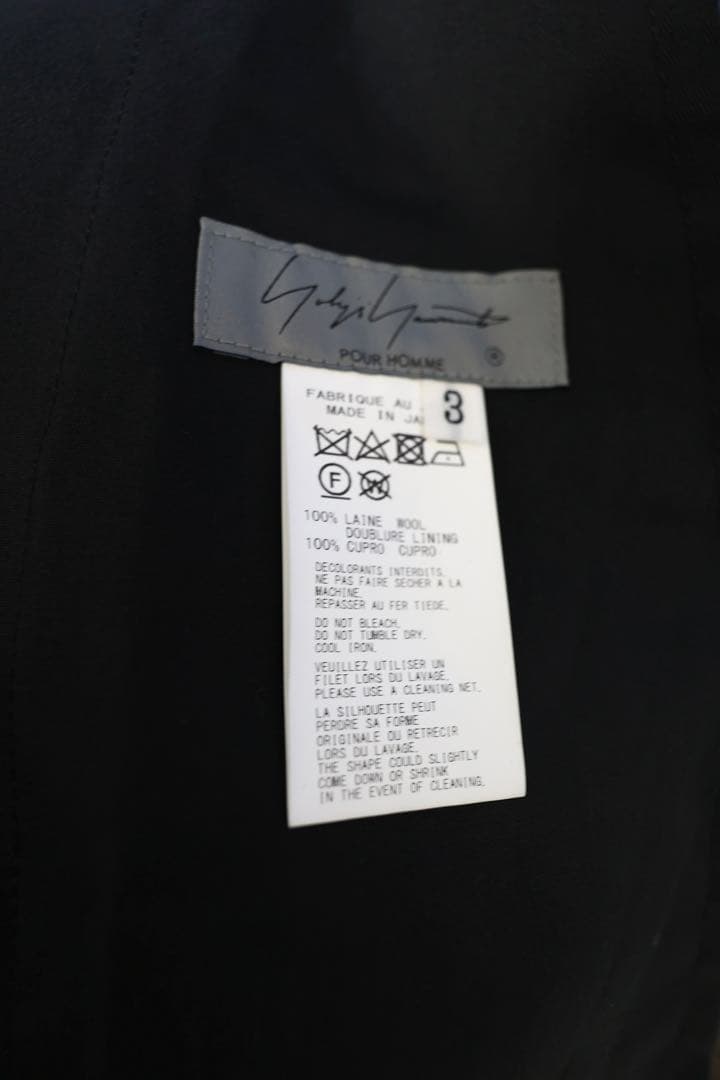 Yohji Yamamoto
POUR HOMME ®
3
FABRIQUE AU
MADE IN JA
F
W
100% LAINE WOOL
DOUBLURE LINING
100% CUPRO CUPRO
DECOLORANTS INTERDITS.
NE PAS FAIRE SECHER A LA
MACHINE.
REPASSER AU FER TIEDE.
DO NOT BLEACH.
DO NOT TUMBLE DRY.
COOL IRON.
VEUILLEZ UTILISER UN
FILET LORS DU LAVAGE.
PLEASE USE A CLEANING NET.
LA SILHOUETTE PEUT
PERDRE SA FORME
ORIGINALE OU RETRECIR
LORS DU LAVAGE.
THE SHAPE COULD SLIGHTLY
COME DOWN OR SHRINK
IN THE EVENT OF CLEANING.